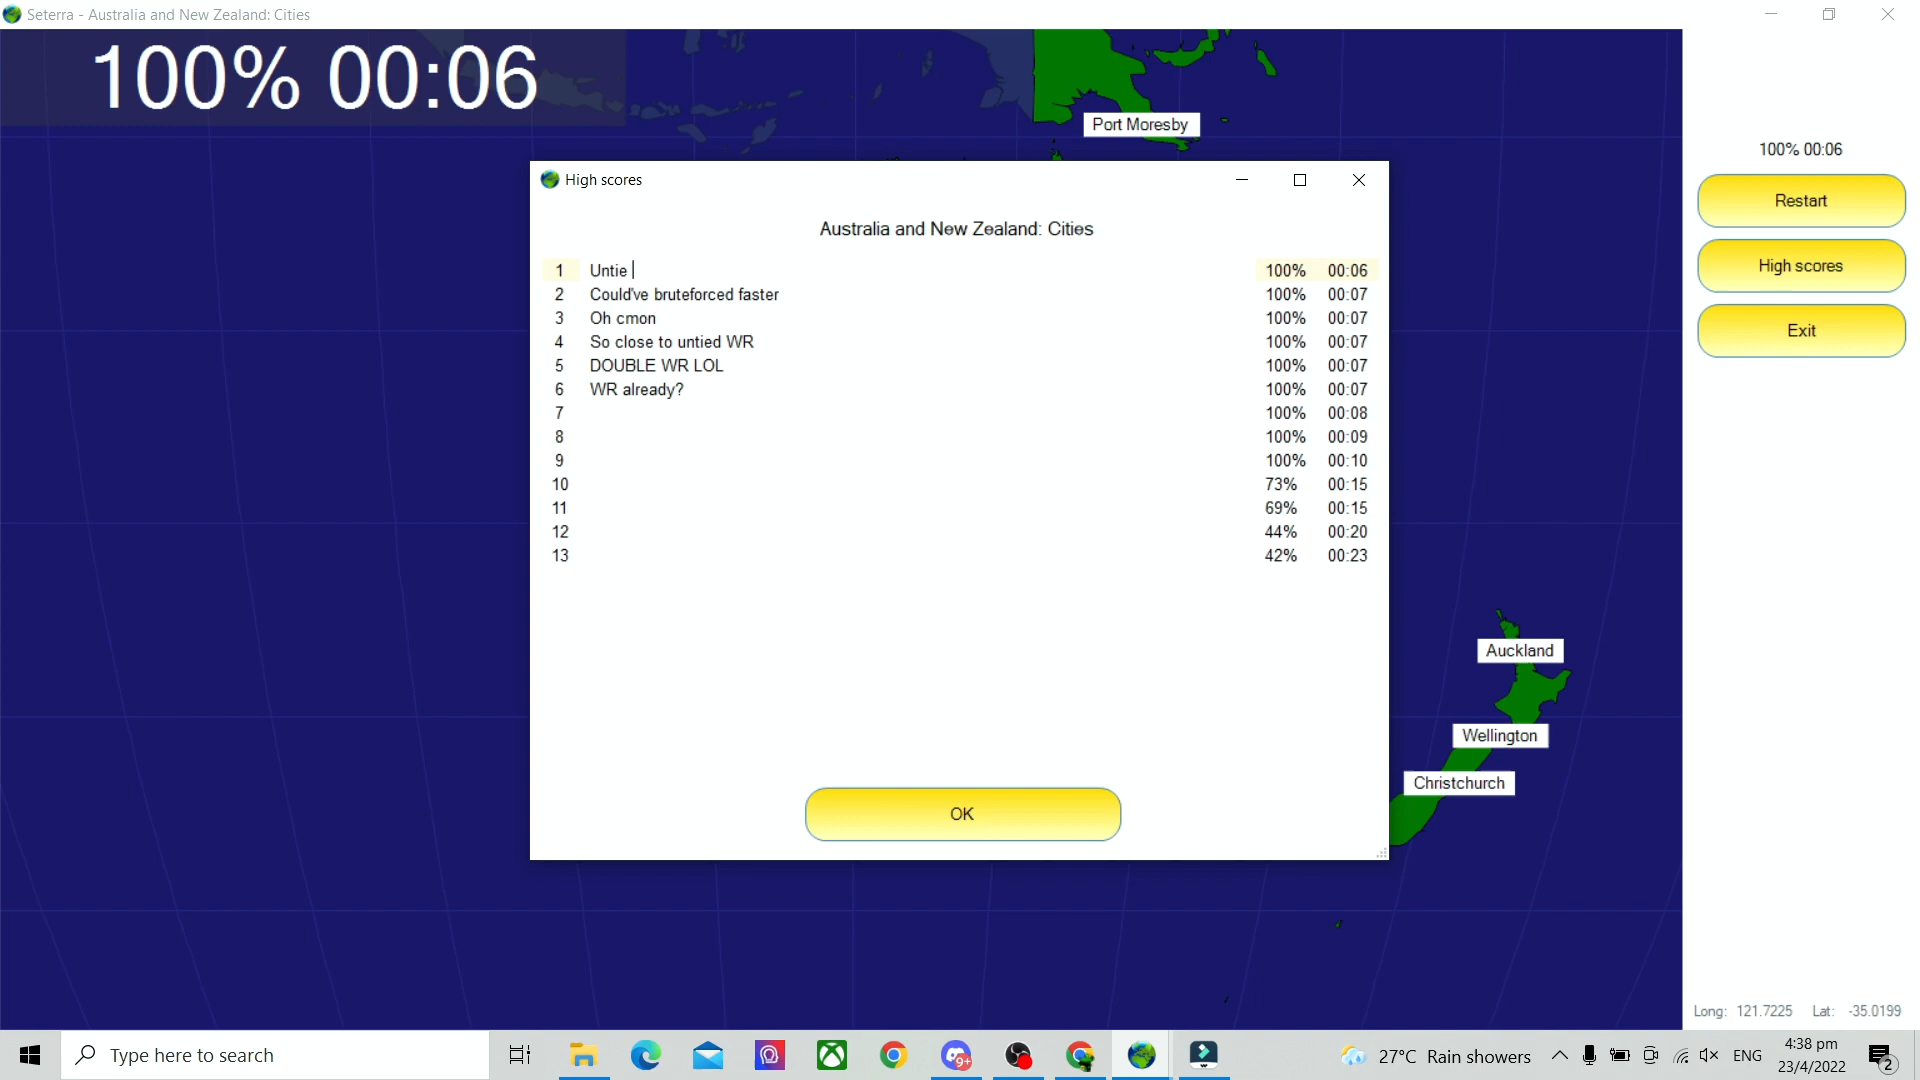 Seterra - Australia and New Zealand: Cities
100% 00:06
Port Moresby
100% 00:06
Restart
High scores
Exit
High scores
Australia and New Zealand: Cities
1 Untie 100% 00:06
2 Could've bruteforced faster 100% 00:07
3 Oh cmon 100% 00:07
4 So close to untied WR 100% 00:07
5 DOUBLE WR LOL 100% 00:07
6 WR already? 100% 00:07
7 100% 00:08
8 100% 00:09
9 100% 00:10
10 73% 00:15
11 69% 00:15
12 44% 00:20
13 42% 00:23
OK
Auckland
Wellington
Christchurch
Long: 121.7225 Lat: -35.0199
Type here to search
9+
27°C Rain showers
ENG
4:38 pm
23/4/2022
2